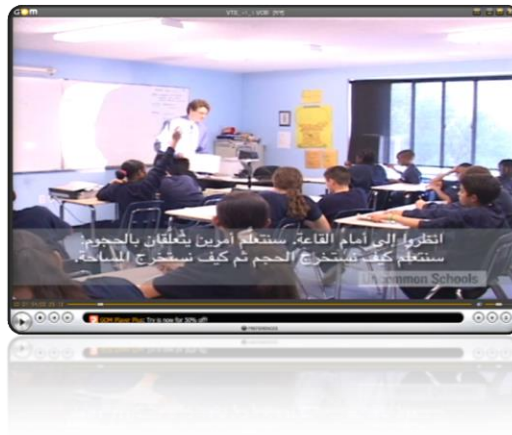 GOM
انظروا إلى أمام القاعة. سنتعلم أمرين يتعلقان بالحجوم:
سنتعلم كيف نستخرج الحجم ثم كيف نستخرج المساحة.
Uncommon Schools
GOM Player Plus: Try is now for 30% off!
PREFERENCES